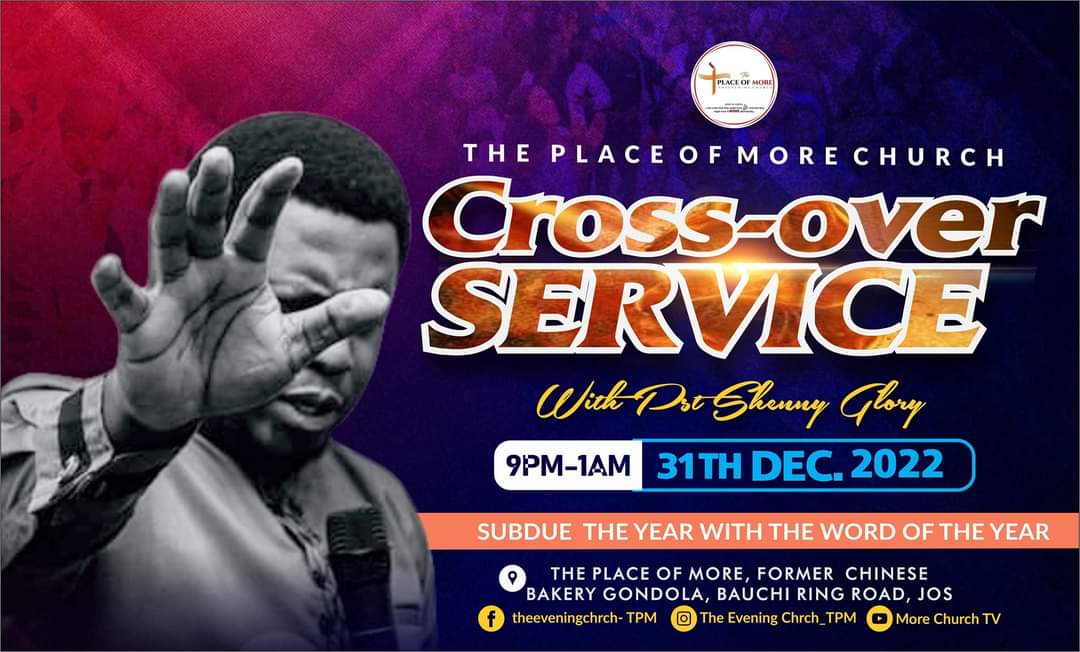 The
PLACE OF MORE
THE PLACE OF MORE CHURCH
Cross-over
SERVICE
With Pst Shenny Glory
9PM-1AM 31TH DEC. 2022
SUBDUE THE YEAR WITH THE WORD OF THE YEAR
THE PLACE OF MORE, FORMER CHINESE
BAKERY GONDOLA, BAUCHI RING ROAD, JOS
theeveningchrch- TPM The Evening Chrch_TPM More Church TV